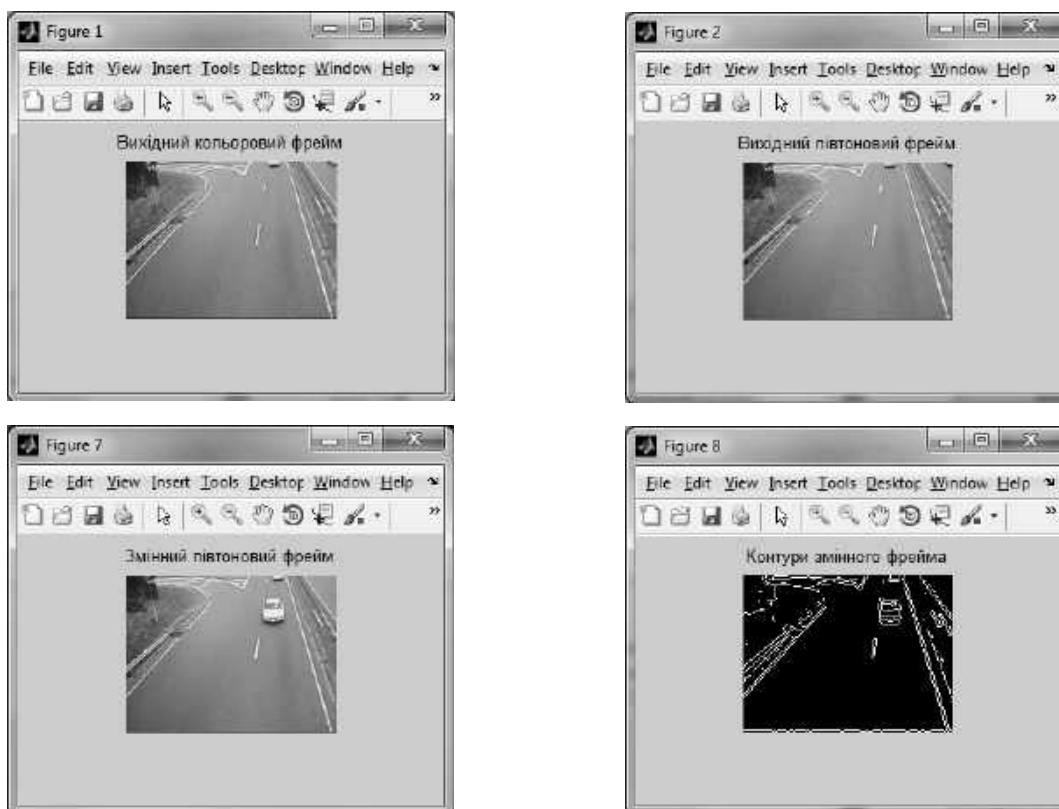 Figure 1
File Edit View Insert Tools Desktop Window Help
Вихідний кольоровий фрейм
Figure 2
File Edit View Insert Tools Desktop Window Help
Вихідний півтоновий фрейм
Figure 7
File Edit View Insert Tools Desktop Window Help
Змінний півтоновий фрейм
Figure 8
File Edit View Insert Tools Desktop Window Help
Контури змінного фрейма